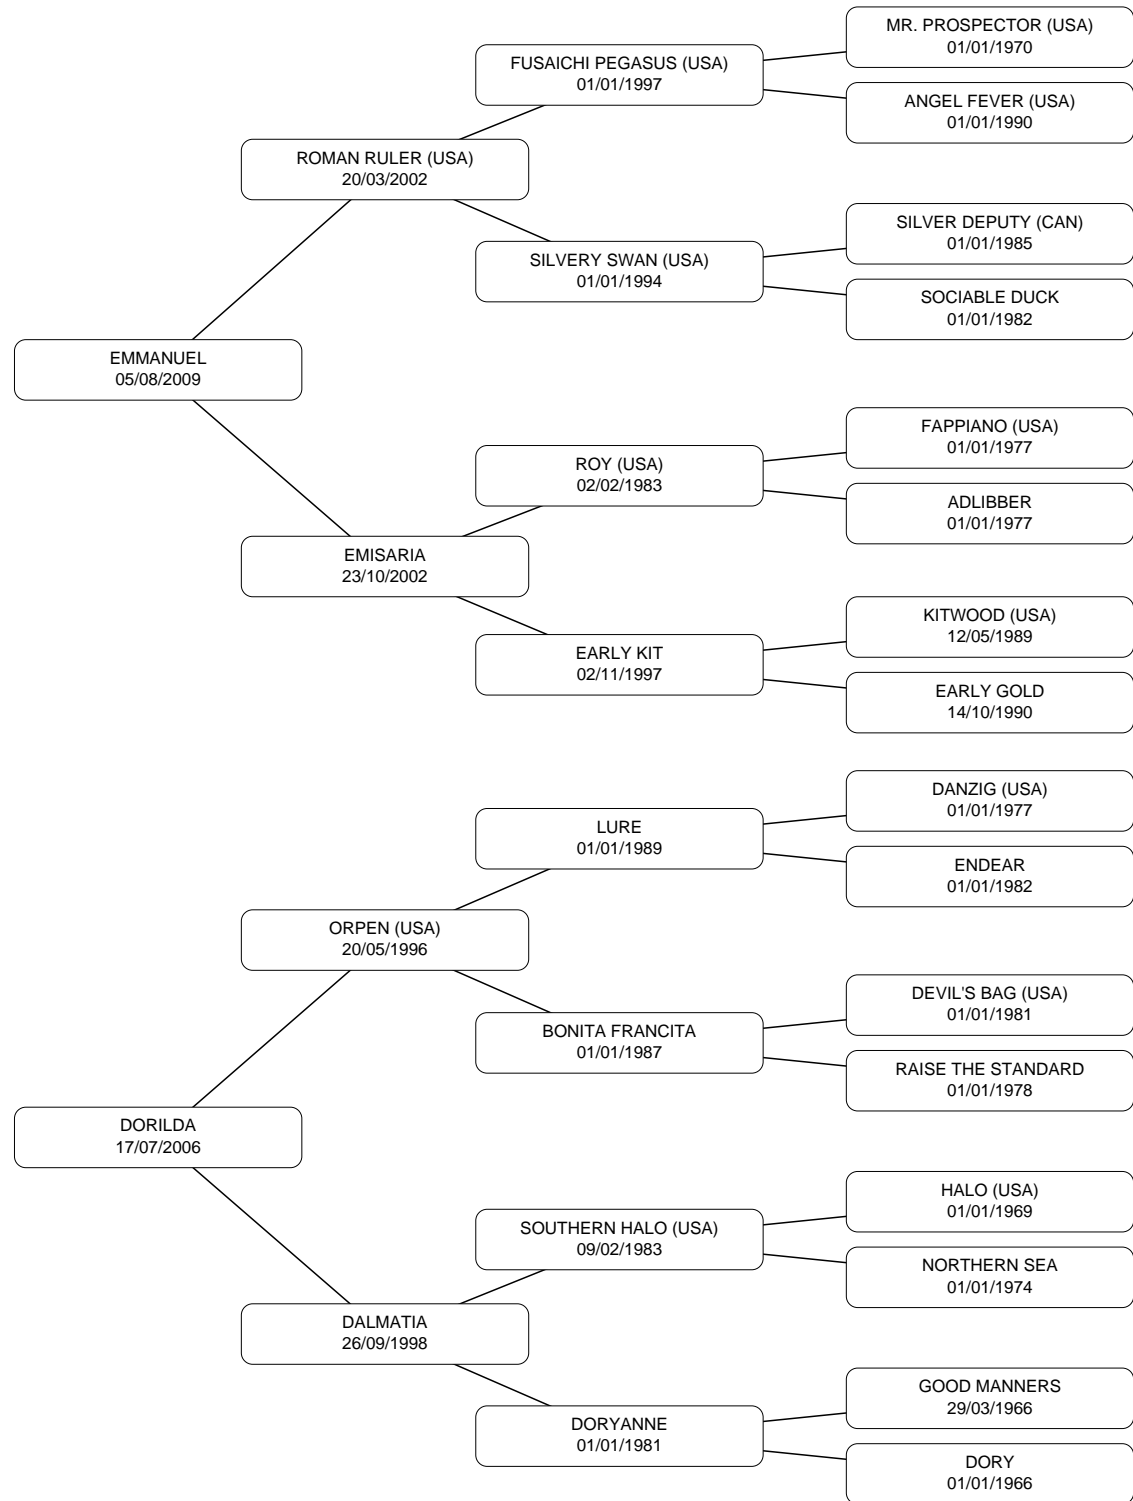 MR. PROSPECTOR (USA)
01/01/1970
FUSAICHI PEGASUS (USA)
01/01/1997
ANGEL FEVER (USA)
01/01/1990
ROMAN RULER (USA)
20/03/2002
SILVER DEPUTY (CAN)
01/01/1985
SILVERY SWAN (USA)
01/01/1994
SOCIABLE DUCK
01/01/1982
EMMANUEL
05/08/2009
FAPPIANO (USA)
01/01/1977
ROY (USA)
02/02/1983
ADLIBBER
01/01/1977
EMISARIA
23/10/2002
KITWOOD (USA)
12/05/1989
EARLY KIT
02/11/1997
EARLY GOLD
14/10/1990
DANZIG (USA)
01/01/1977
LURE
01/01/1989
ENDEAR
01/01/1982
ORPEN (USA)
20/05/1996
DEVIL'S BAG (USA)
01/01/1981
BONITA FRANCITA
01/01/1987
RAISE THE STANDARD
01/01/1978
DORILDA
17/07/2006
HALO (USA)
01/01/1969
SOUTHERN HALO (USA)
09/02/1983
NORTHERN SEA
01/01/1974
DALMATIA
26/09/1998
GOOD MANNERS
29/03/1966
DORYANNE
01/01/1981
DORY
01/01/1966